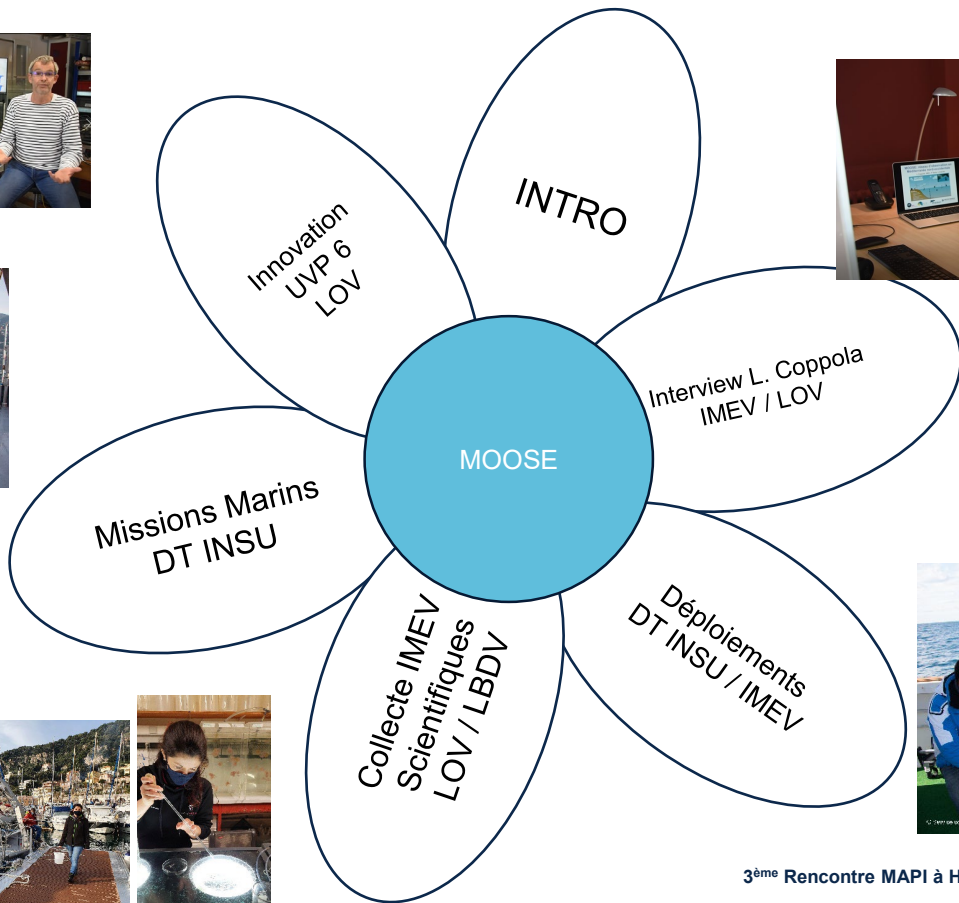 INTRO
Innovation
UVP 6
LOV
Interview L. Coppola
IMEV / LOV
MOOSE
Missions Marins
DT INSU
Déploiements
DT INSU / IMEV
Collecte IMEV
Scientifiques
LOV / LBDV
3ème Rencontre MAPI à H